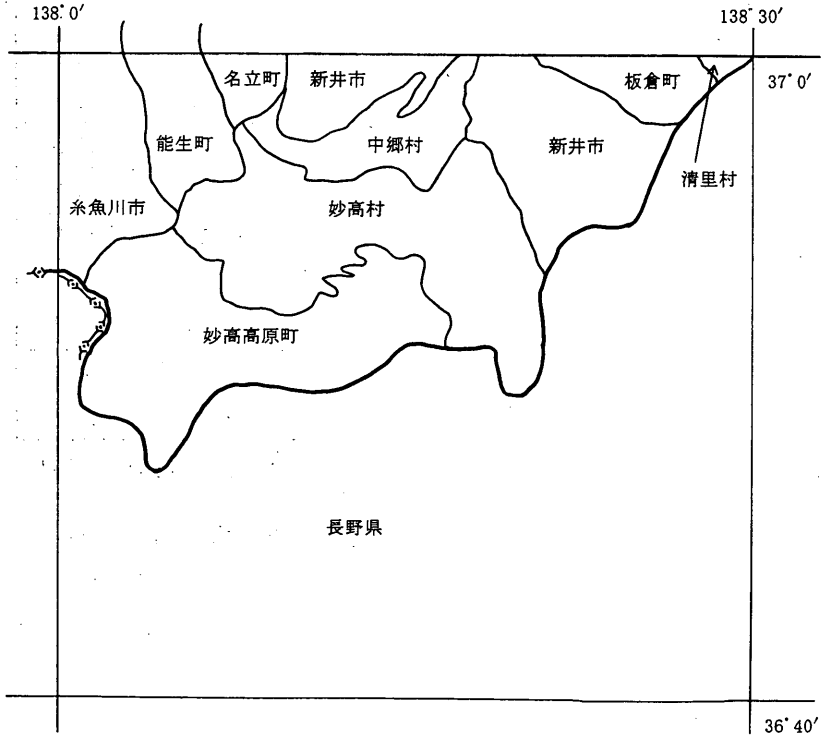 138°0′
138°30′
37°0′
名立町
新井市
板倉町
能生町
中郷村
新井市
清里村
糸魚川市
妙高村
妙高高原町
長野県
36°40′